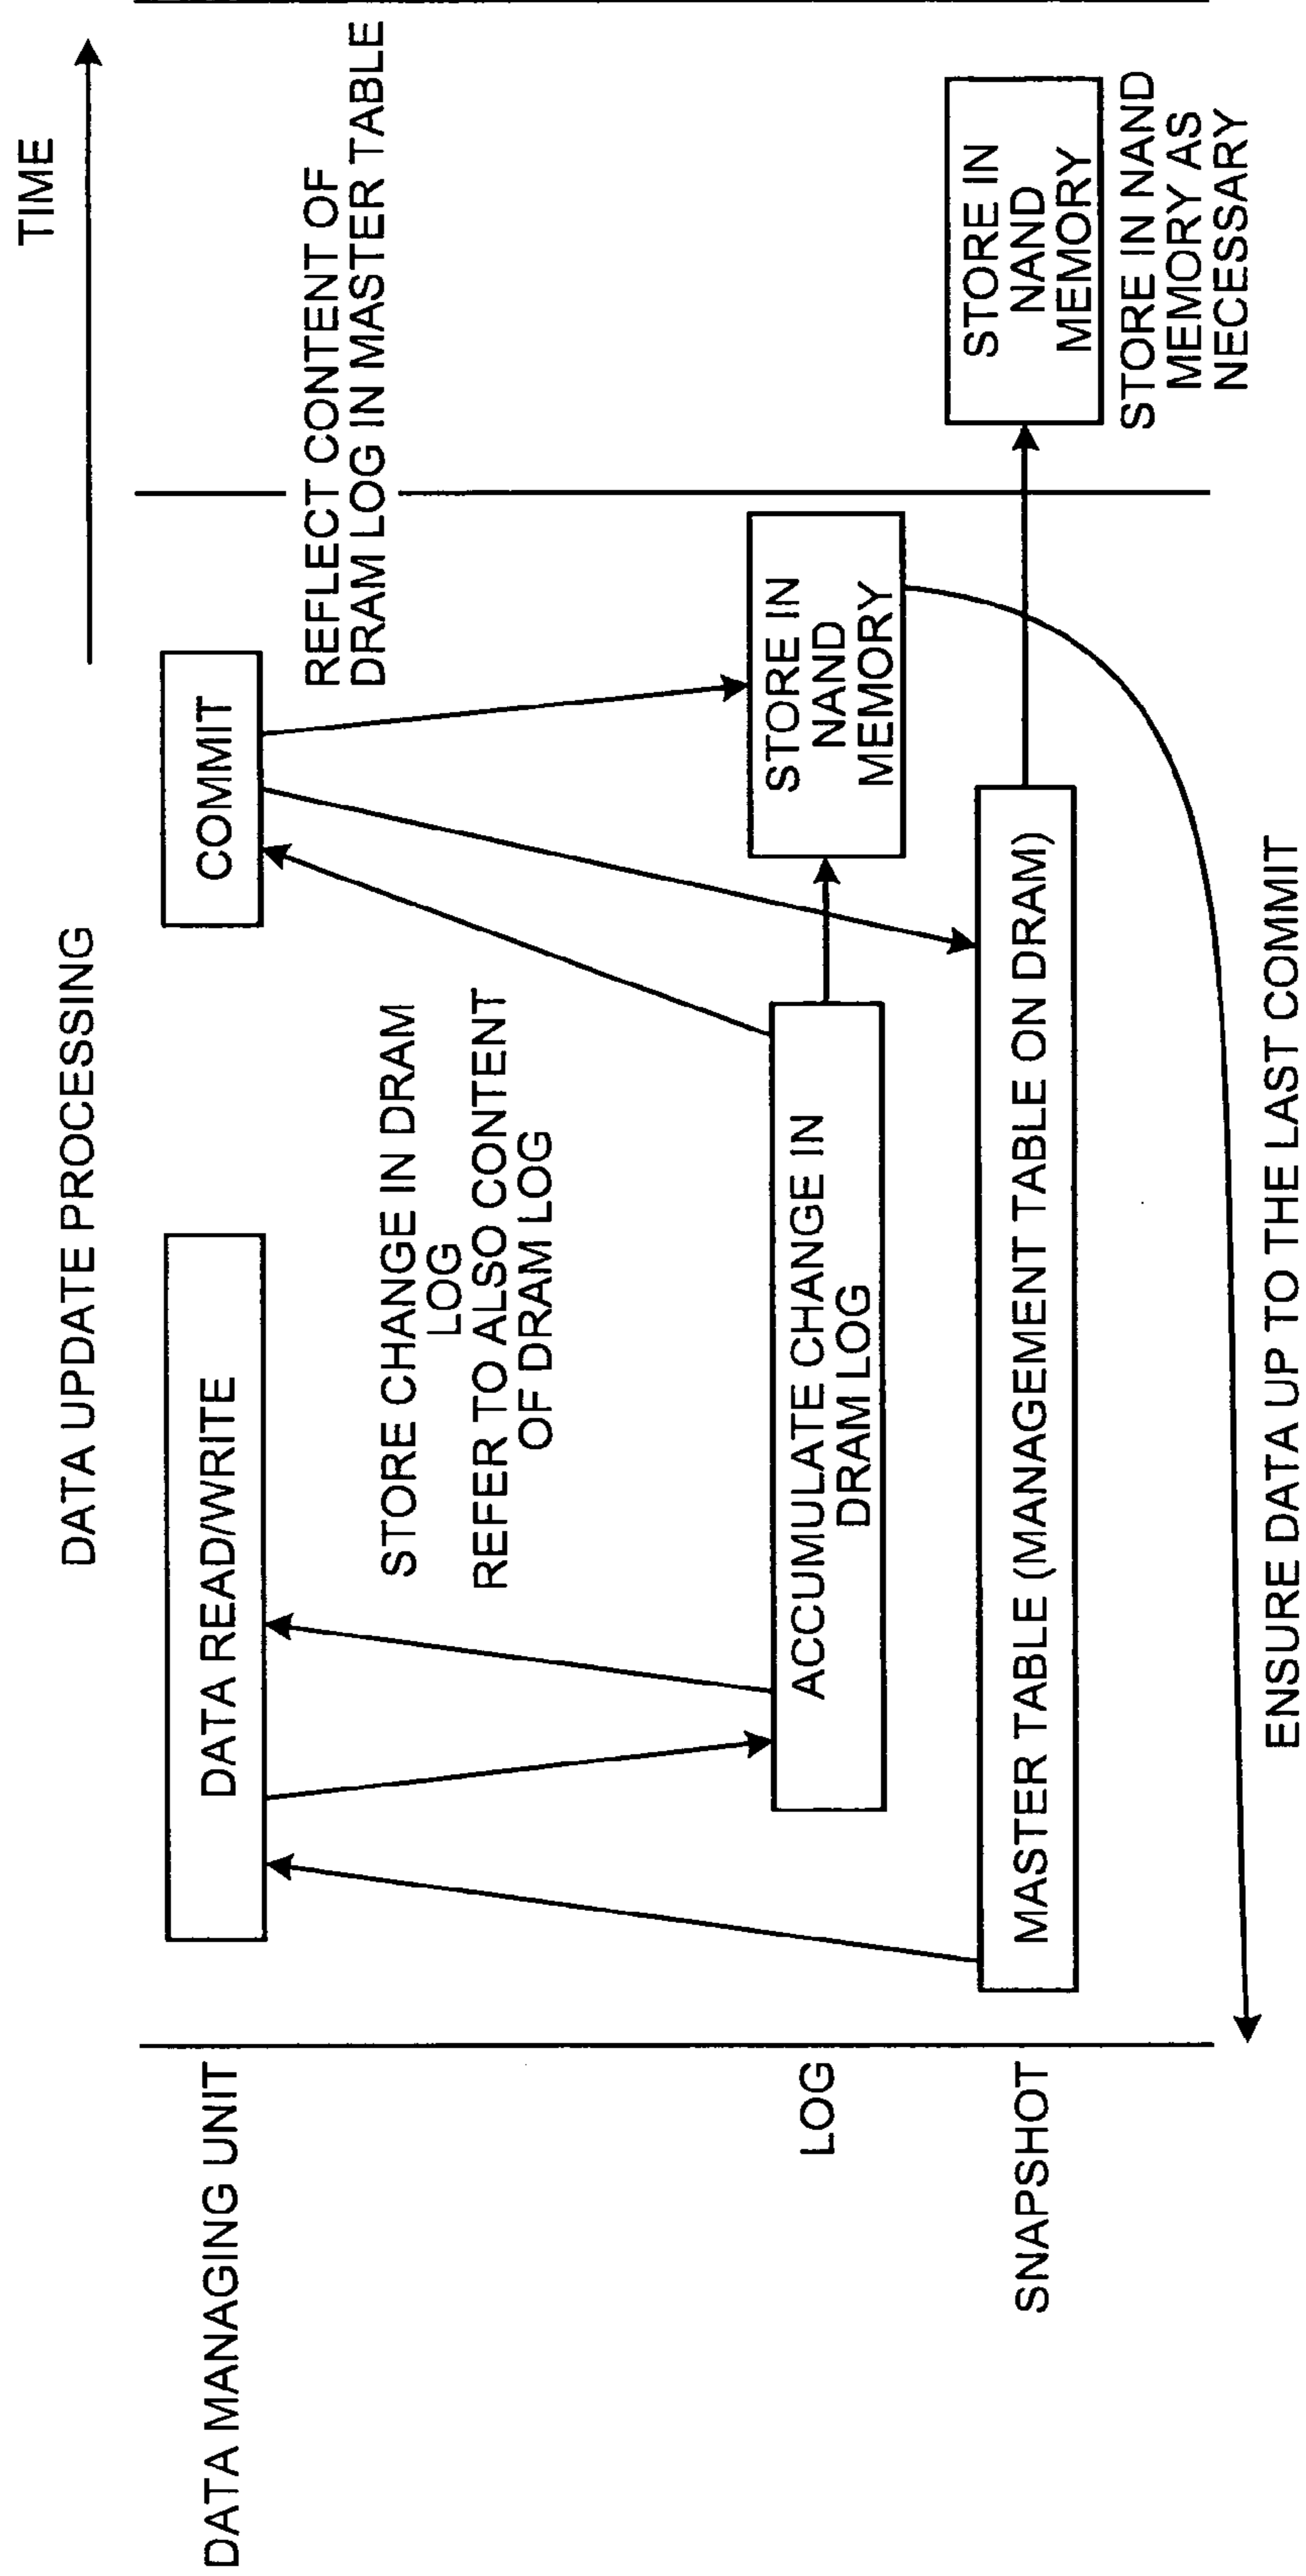 TIME
DATA UPDATE PROCESSING
DATA MANAGING UNIT
DATA READ/WRITE
COMMIT
REFLECT CONTENT OF
DRAM LOG IN MASTER TABLE
STORE CHANGE IN DRAM
LOG
REFER TO ALSO CONTENT
OF DRAM LOG
LOG
ACCUMULATE CHANGE IN
DRAM LOG
STORE IN
NAND
MEMORY
SNAPSHOT
MASTER TABLE (MANAGEMENT TABLE ON DRAM)
STORE IN
NAND
MEMORY
STORE IN NAND
MEMORY AS
NECESSARY
ENSURE DATA UP TO THE LAST COMMIT